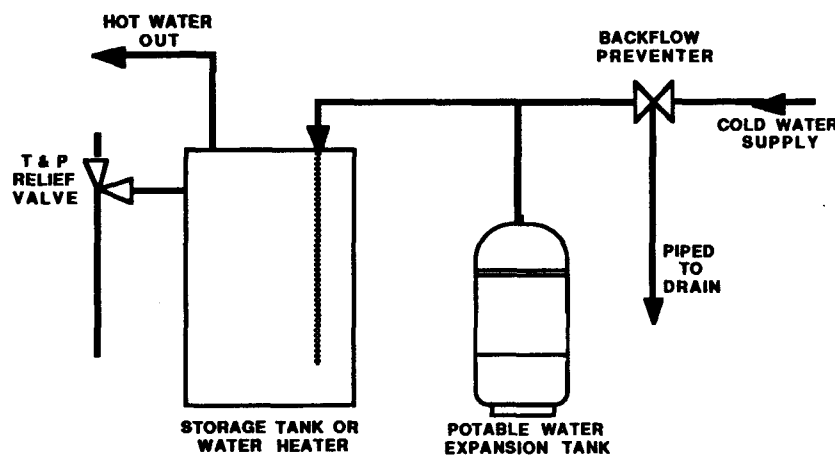 HOT WATER
OUT
BACKFLOW
PREVENTER
COLD WATER
SUPPLY
T & P
RELIEF
VALVE
PIPED
TO
DRAIN
STORAGE TANK OR
WATER HEATER
POTABLE WATER
EXPANSION TANK